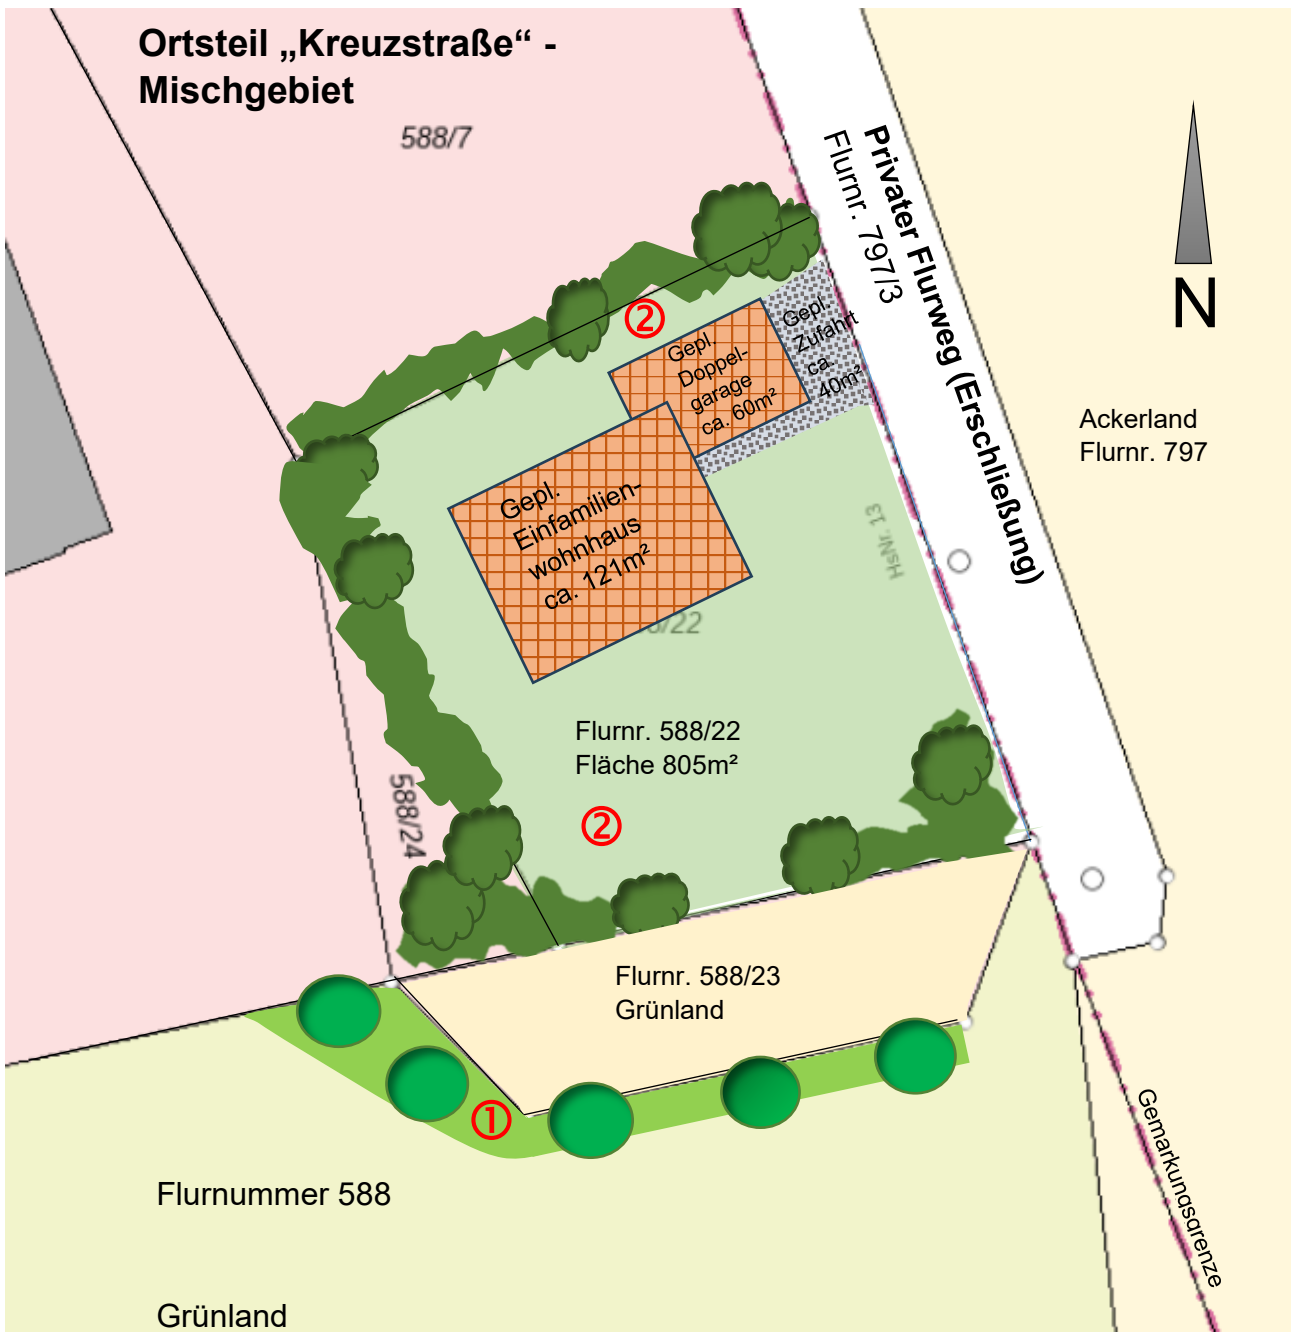 Ortsteil „Kreuzstraße“ -
Mischgebiet
588/7
Privater Flurweg (Erschließung)
Flurnr. 797/3
N
Ackerland
Flurnr. 797
②
Gepl.
Doppel-
garage
ca. 60m²
Gepl.
Zufahrt
ca.
40m²
Gepl.
Einfamilien-
wohnhaus
ca. 121m²
HsNr. 13
/22
Flurnr. 588/22
Fläche 805m²
②
588/24
Flurnr. 588/23
Grünland
①
Gemarkungsgrenze
Flurnummer 588
Grünland